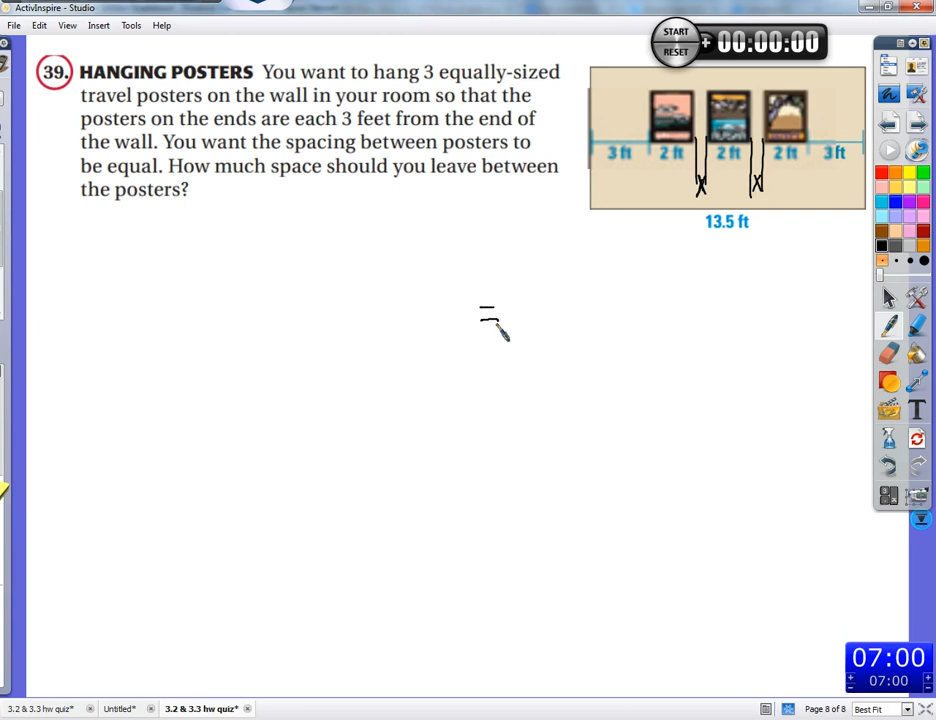 ActivInspire - Studio
File Edit View Insert Tools Help
START
RESET
+ 00:00:00
39. HANGING POSTERS You want to hang 3 equally-sized
travel posters on the wall in your room so that the
posters on the ends are each 3 feet from the end of
the wall. You want the spacing between posters to
be equal. How much space should you leave between
the posters?
3 ft 2 ft 2 ft 2 ft 3 ft
x x
13.5 ft
=
T
07:00
+ 07:00 +
3.2 & 3.3 hw quiz* Untitled* 3.2 & 3.3 hw quiz* Page 8 of 8 Best Fit